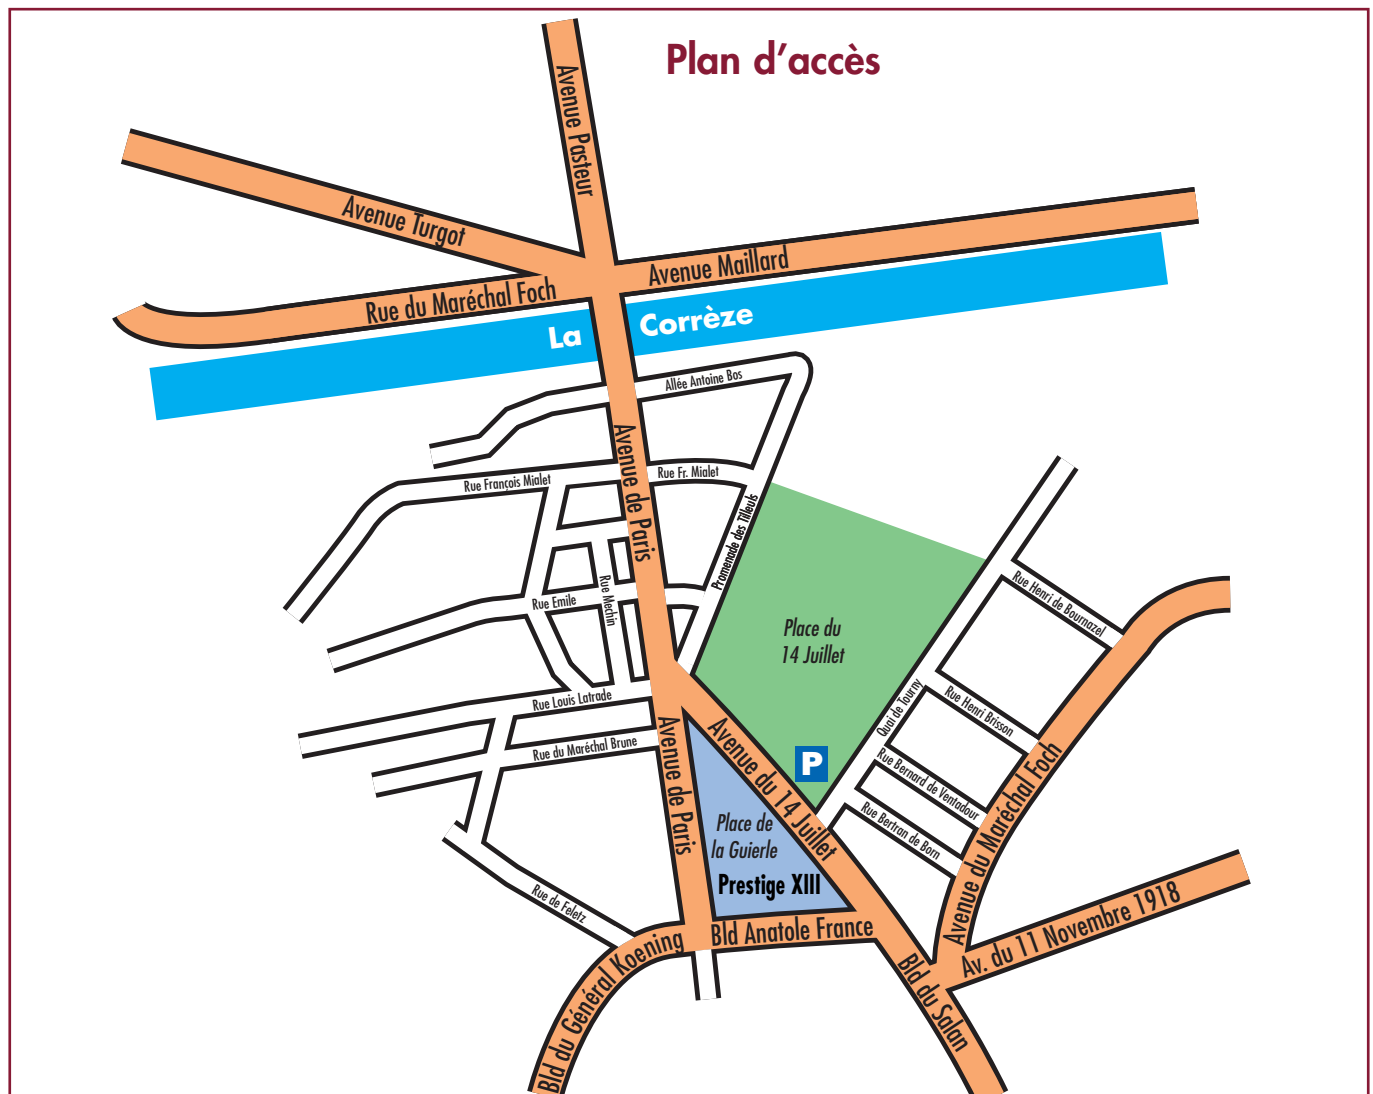 Plan d’accès
Avenue Pasteur
Avenue Turgot
Avenue Maillard
Rue du Maréchal Foch
La Corrèze
Allée Antoine Bos
Avenue de Paris
Rue François Mialet
Rue Fr. Mialet
Promenade des Tilleuls
Rue Emile
Rue Mechin
Place du
14 Juillet
Rue Henri de Bournazel
Rue Louis Latrade
Rue du Maréchal Brune
Avenue de Paris
Avenue du 14 Juillet
P
Quai de Tourny
Rue Henri Brisson
Rue Bernard de Ventadour
Rue Bertran de Born
Avenue du Maréchal Foch
Place de
la Guierle
Prestige XIII
Rue de Feletz
Bld du Général Koening
Bld Anatole France
Av. du 11 Novembre 1918
Bld du Salan